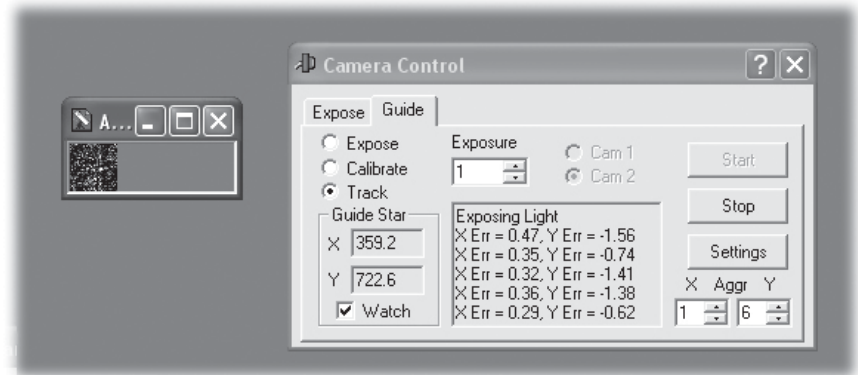 A...
Camera Control
Expose Guide
Expose
Calibrate
Track
Exposure
1
Cam 1
Cam 2
Start
Stop
Settings
Guide Star
X 359.2
Y 722.6
Watch
Exposing Light
X Err = 0.47, Y Err = -1.56
X Err = 0.35, Y Err = -0.74
X Err = 0.32, Y Err = -1.41
X Err = 0.36, Y Err = -1.38
X Err = 0.29, Y Err = -0.62
X Aggr Y
1 6